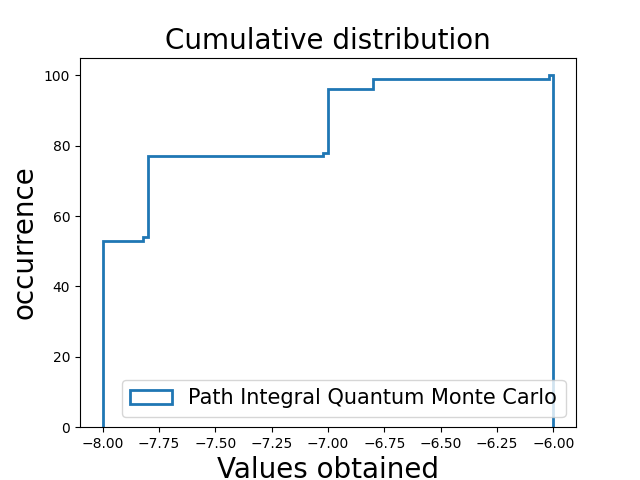 Cumulative distribution
occurrence
100
80
60
40
20
0
Path Integral Quantum Monte Carlo
−8.00 −7.75 −7.50 −7.25 −7.00 −6.75 −6.50 −6.25 −6.00
Values obtained